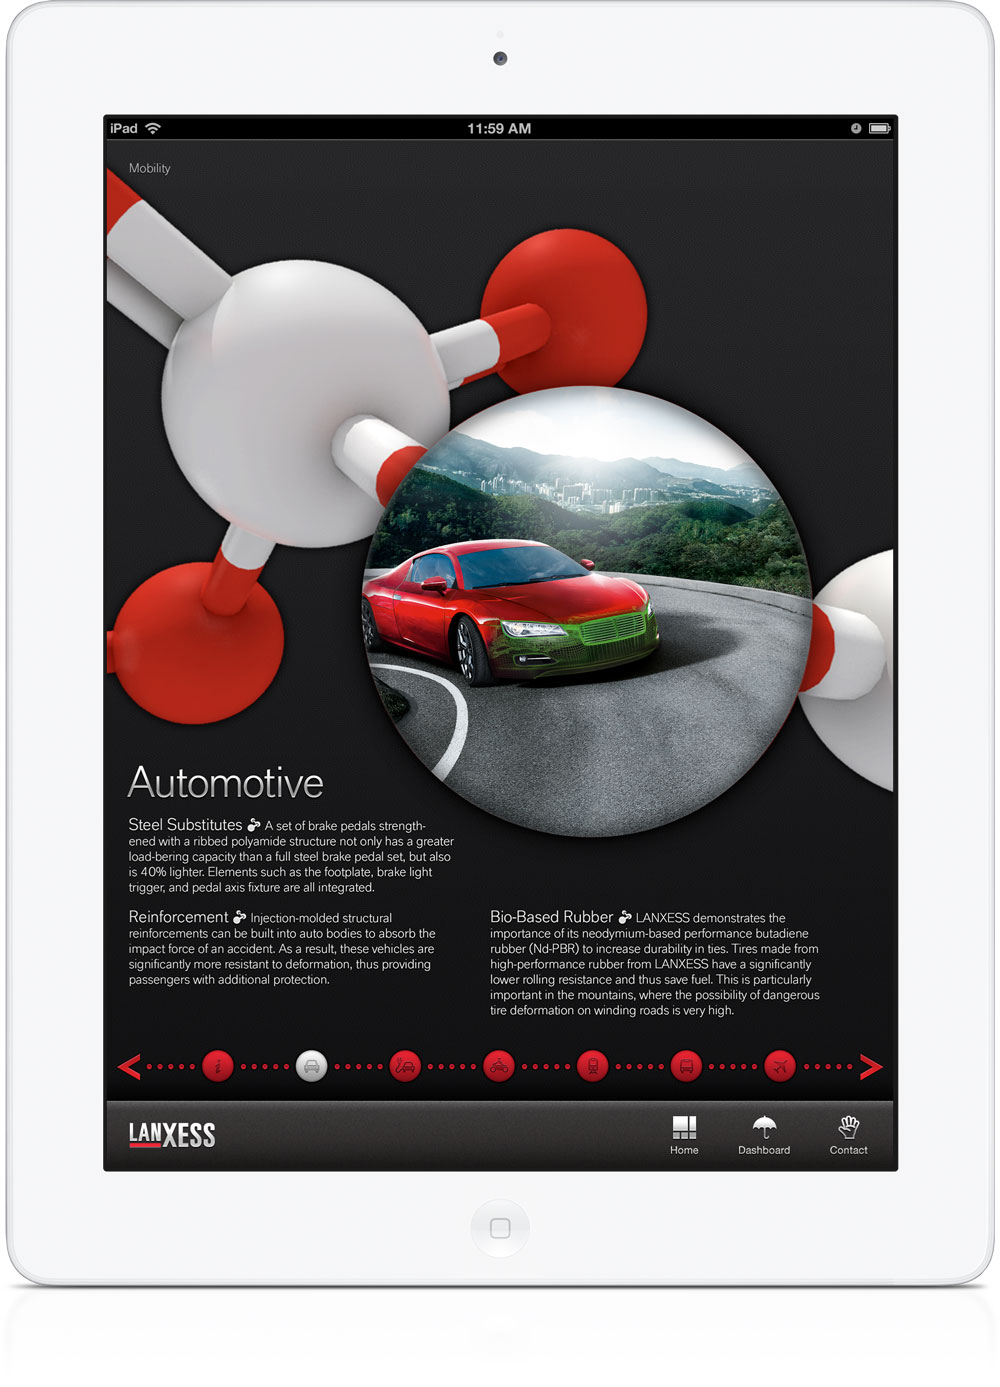 iPad
11:59 AM
Mobility
Automotive
Steel Substitutes A set of brake pedals strength-
ened with a ribbed polyamide structure not only has a greater
load-bering capacity than a full steel brake pedal set, but also
is 40% lighter. Elements such as the footplate, brake light
trigger, and pedal axis fixture are all integrated.
Reinforcement Injection-molded structural
reinforcements can be built into auto bodies to absorb the
impact force of an accident. As a result, these vehicles are
significantly more resistant to deformation, thus providing
passengers with additional protection.
Bio-Based Rubber LANXESS demonstrates the
importance of its neodymium-based performance butadiene
rubber (Nd-PBR) to increase durability in ties. Tires made from
high-performance rubber from LANXESS have a significantly
lower rolling resistance and thus save fuel. This is particularly
important in the mountains, where the possibility of dangerous
tire deformation on winding roads is very high.
i
LANXESS
Home
Dashboard
Contact